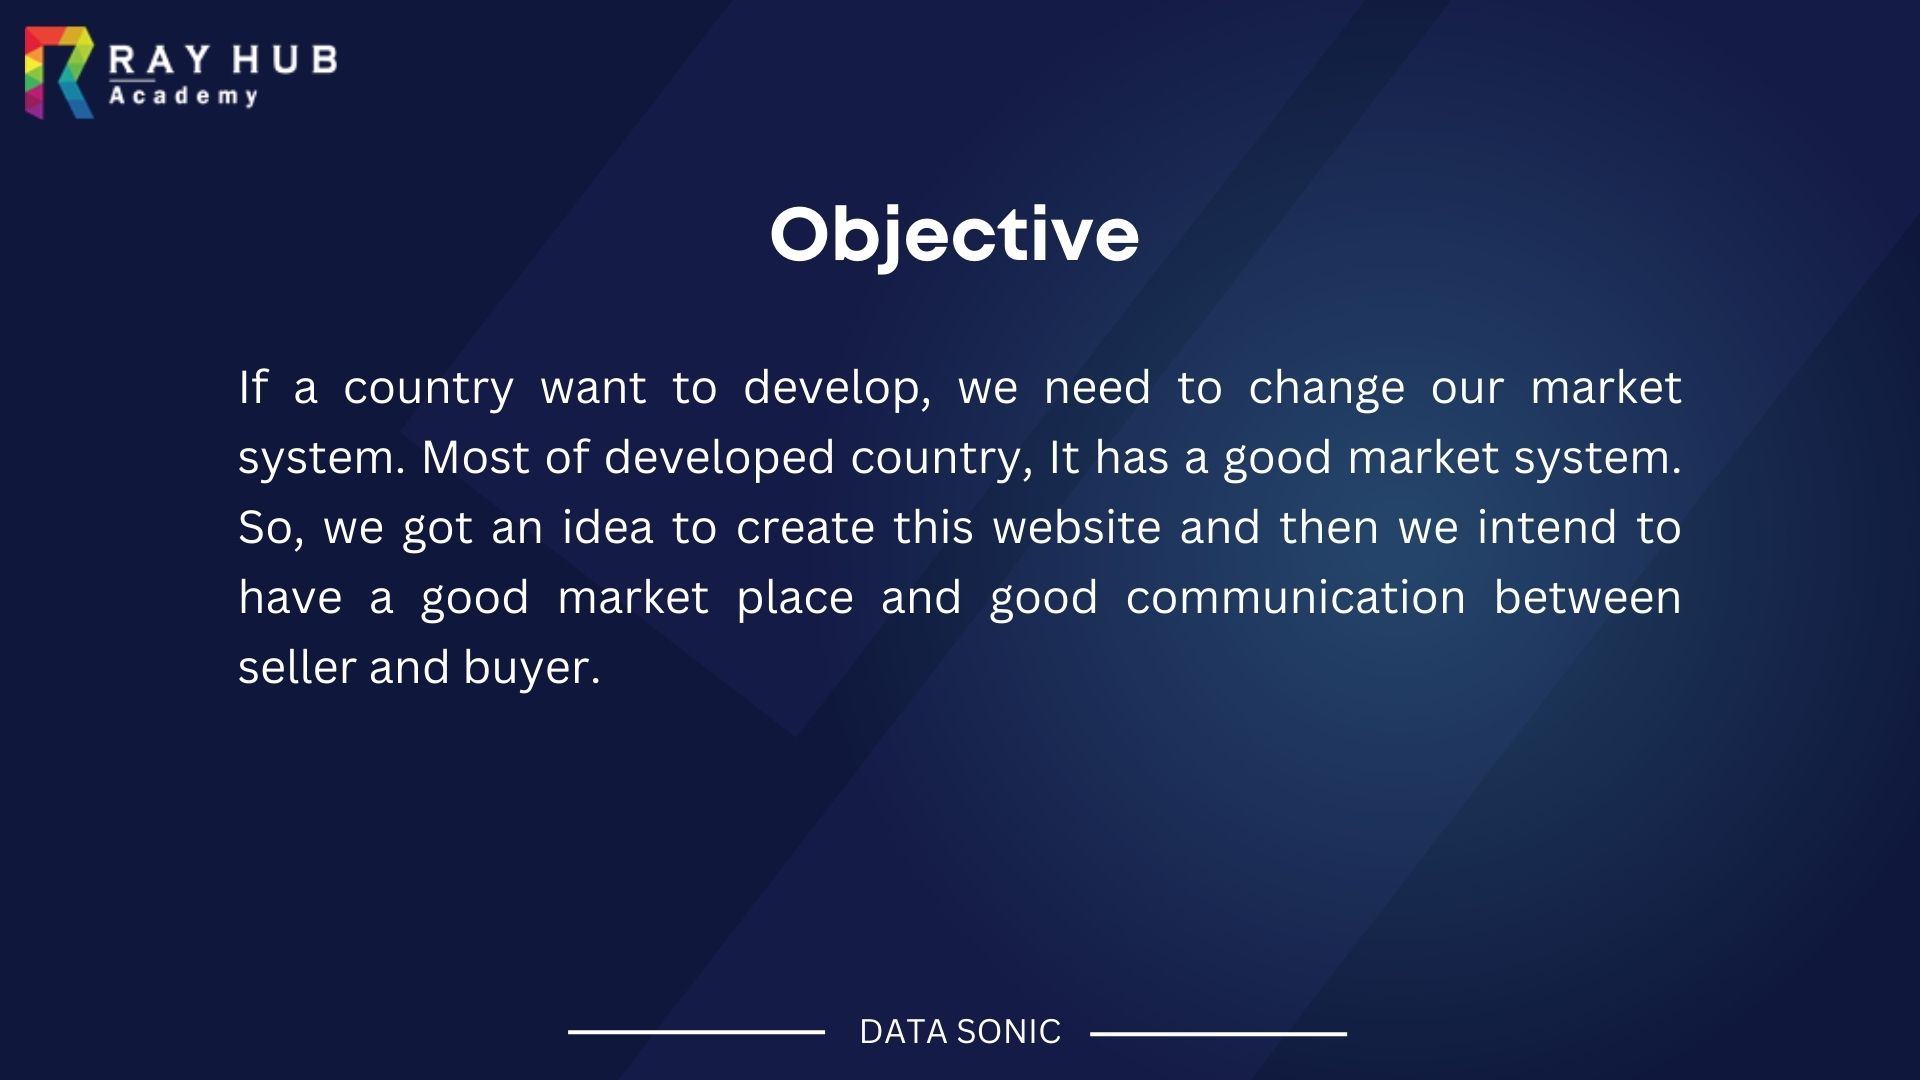 RAY HUB
Academy
Objective
If a country want to develop, we need to change our market
system. Most of developed country, It has a good market system.
So, we got an idea to create this website and then we intend to
have a good market place and good communication between
seller and buyer.
DATA SONIC